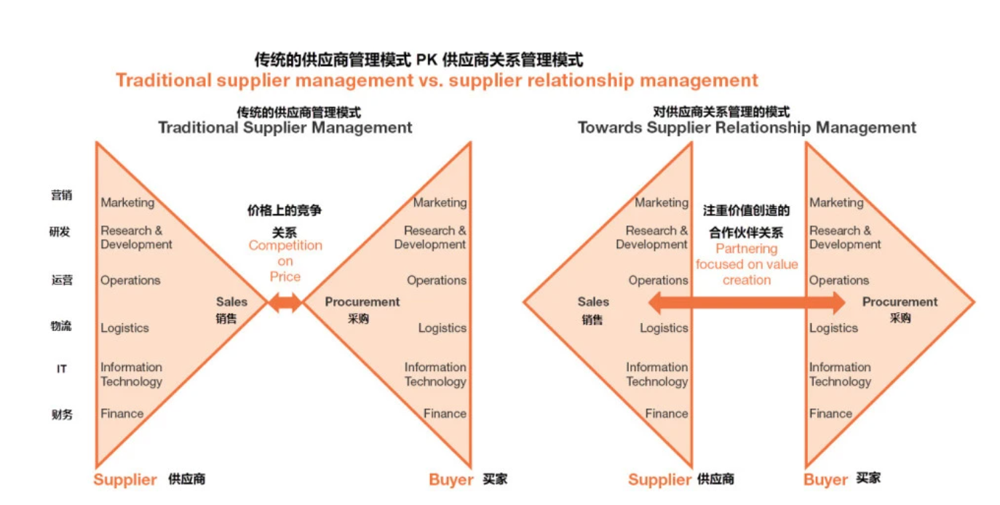 传统的供应商管理模式 PK 供应商关系管理模式
Traditional supplier management vs. supplier relationship management
传统的供应商管理模式
Traditional Supplier Management
营销
研发
运营
物流
IT
财务
Marketing
Research &
Development
Operations
Logistics
Information
Technology
Finance
Sales
销售
价格上的竞争
关系
Competition
on
Price
Procurement
采购
Marketing
Research &
Development
Operations
Logistics
Information
Technology
Finance
Supplier 供应商
Buyer 买家
对供应商关系管理的模式
Towards Supplier Relationship Management
Sales
销售
Marketing
Research &
Development
Operations
Logistics
Information
Technology
Finance
注重价值创造的
合作伙伴关系
Partnering
focused on value
creation
Marketing
Research &
Development
Operations
Logistics
Information
Technology
Finance
Procurement
采购
Supplier 供应商
Buyer 买家